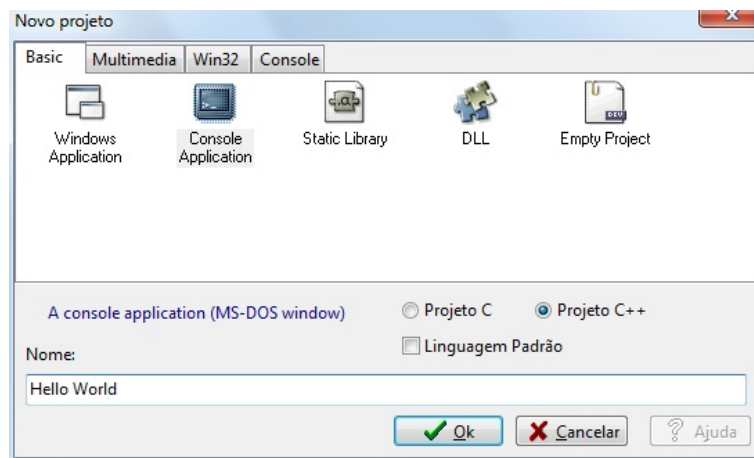 Novo projeto
Basic Multimedia Win32 Console
Windows Application
Console Application
Static Library
DLL
Empty Project
A console application (MS-DOS window)
Projeto C
Projeto C++
Linguagem Padrão
Nome:
Hello World
Ok
Cancelar
Ajuda